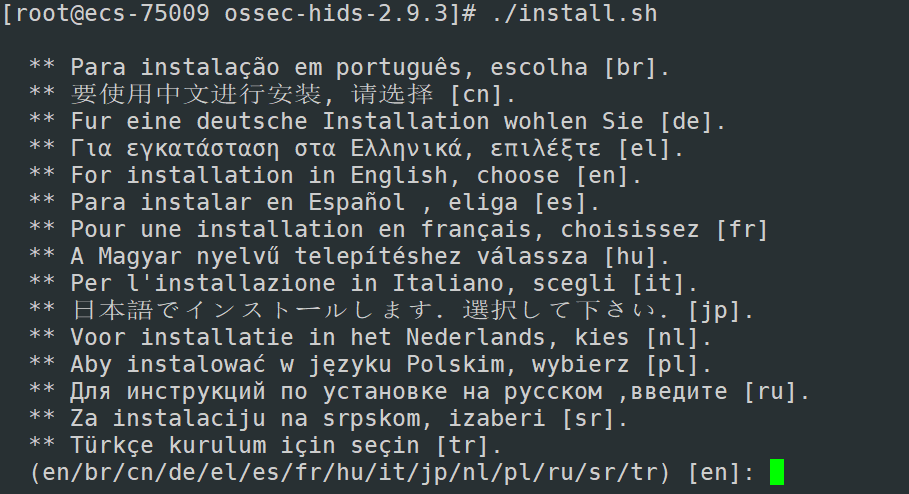 [root@ecs-75009 ossec-hids-2.9.3]# ./install.sh
** Para instalação em português, escolha [br].
** 要使用中文进行安装, 请选择 [cn].
** Fur eine deutsche Installation wohlen Sie [de].
** Για εγκατάσταση στα Ελληνικά, επιλέξτε [el].
** For installation in English, choose [en].
** Para instalar en Español , eliga [es].
** Pour une installation en français, choisissez [fr]
** A Magyar nyelvű telepítéshez válassza [hu].
** Per l'installazione in Italiano, scegli [it].
** 日本語でインストールします. 選択して下さい. [jp].
** Voor installatie in het Nederlands, kies [nl].
** Aby instalować w języku Polskim, wybierz [pl].
** Для инструкций по установке на русском ,введите [ru].
** Za instalaciju na srpskom, izaberi [sr].
** Türkçe kurulum için seçin [tr].
(en/br/cn/de/el/es/fr/hu/it/jp/nl/pl/ru/sr/tr) [en]: